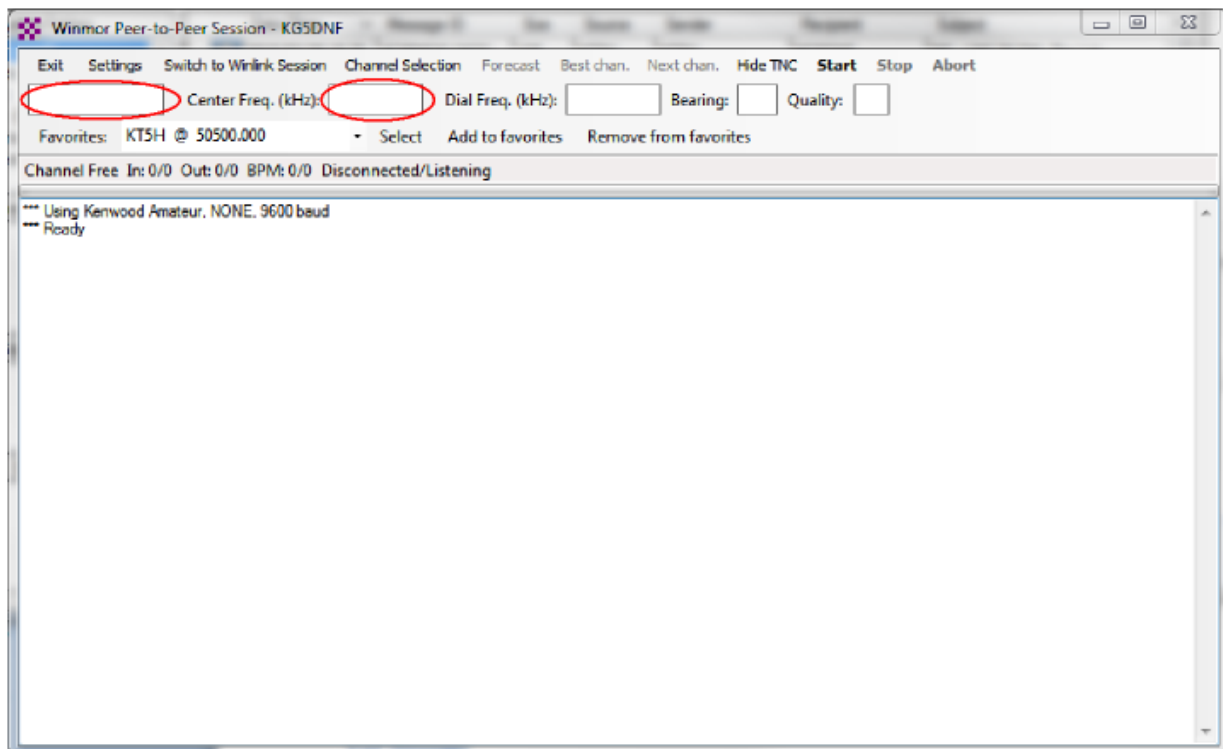 Winmor Peer-to-Peer Session - KG5DNF
Exit Settings Switch to Winlink Session Channel Selection Forecast Best chan. Next chan. Hide TNC Start Stop Abort
Center Freq. (kHz): Dial Freq. (kHz): Bearing: Quality:
Favorites: KT5H @ 50500.000 Select Add to favorites Remove from favorites
Channel Free In: 0/0 Out: 0/0 BPM: 0/0 Disconnected/Listening
*** Using Kenwood Amateur, NONE, 9600 baud
*** Ready